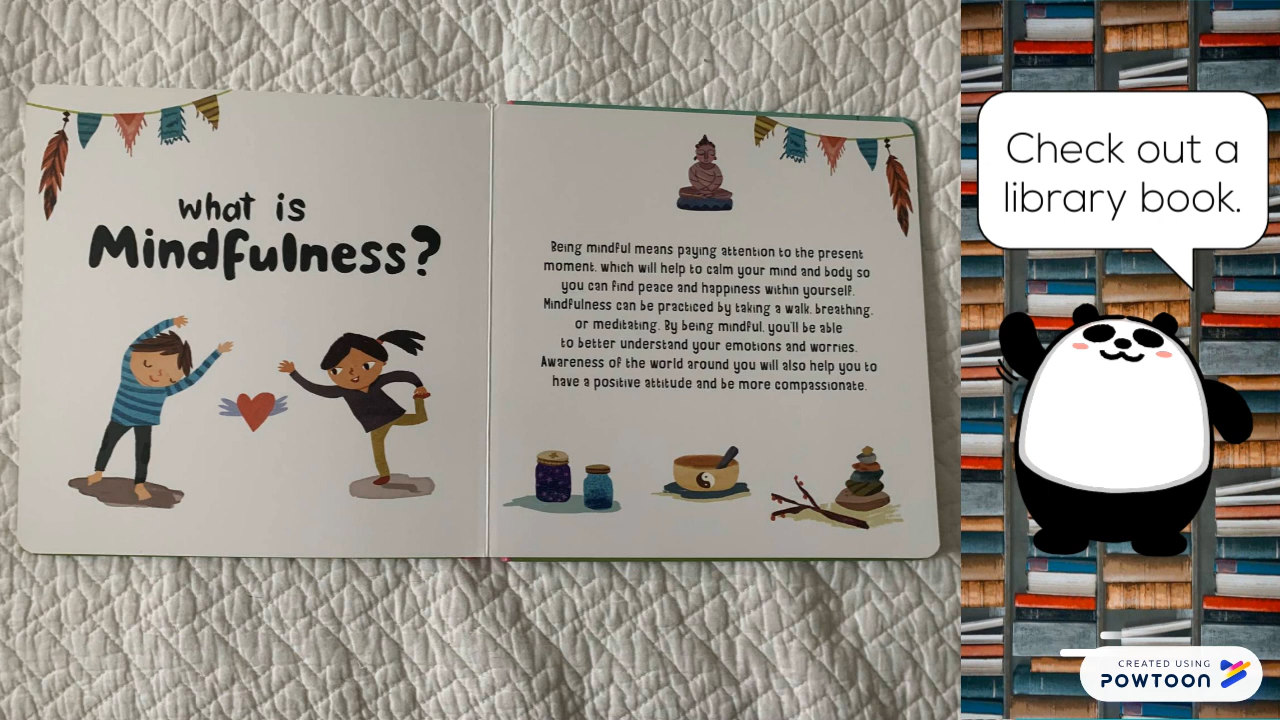 what is
Mindfulness?
Being mindful means paying attention to the present
moment, which will help to calm your mind and body so
you can find peace and happiness within yourself.
Mindfulness can be practiced by taking a walk, breathing,
or meditating. By being mindful, you'll be able
to better understand your emotions and worries.
Awareness of the world around you will also help you to
have a positive attitude and be more compassionate.
Check out a
library book.
CREATED USING
POWTOON